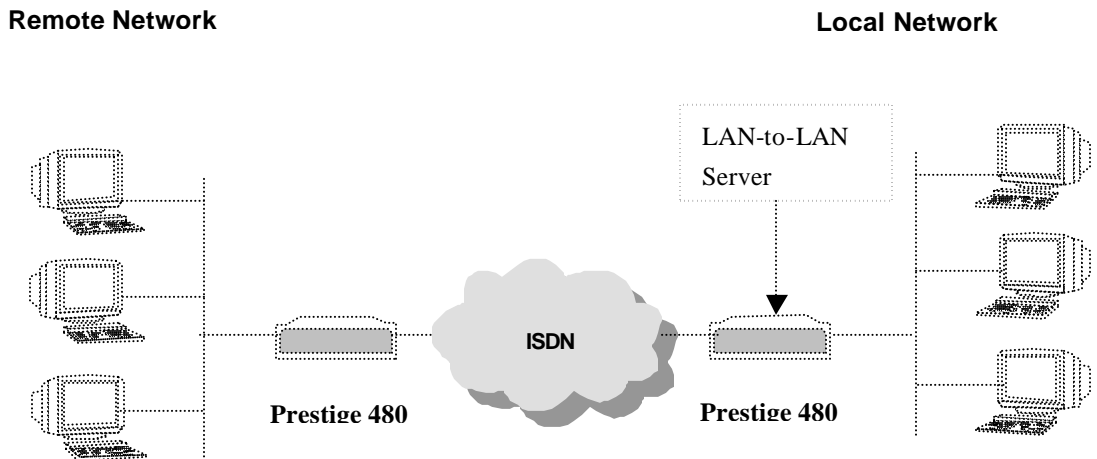 Remote Network
Local Network
LAN-to-LAN
Server
ISDN
Prestige 480
Prestige 480